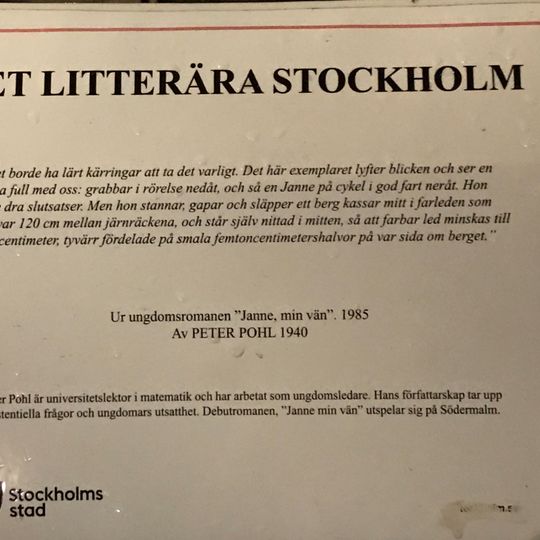 ET LITTERÄRA STOCKHOLM
et borde ha lärt kärringar att ta det varligt. Det här exemplaret lyfter blicken och ser en
a full med oss: grabbar i rörelse nedåt, och så en Janne på cykel i god fart neråt. Hon
dra slutsatser. Men hon stannar, gapar och släpper ett berg kassar mitt i farleden som
var 120 cm mellan järnräckena, och står själv nittad i mitten, så att farbar led minskas till
centimeter, tyvärr fördelade på smala femtoncentimetershalvor på var sida om berget."
Ur ungdomsromanen ”Janne, min vän”. 1985
Av PETER POHL 1940
er Pohl är universitetslektor i matematik och har arbetat som ungdomsledare. Hans författarskap tar upp
stentiella frågor och ungdomars utsatthet. Debutromanen, ”Janne min vän” utspelar sig på Södermalm.
Stockholms
stad